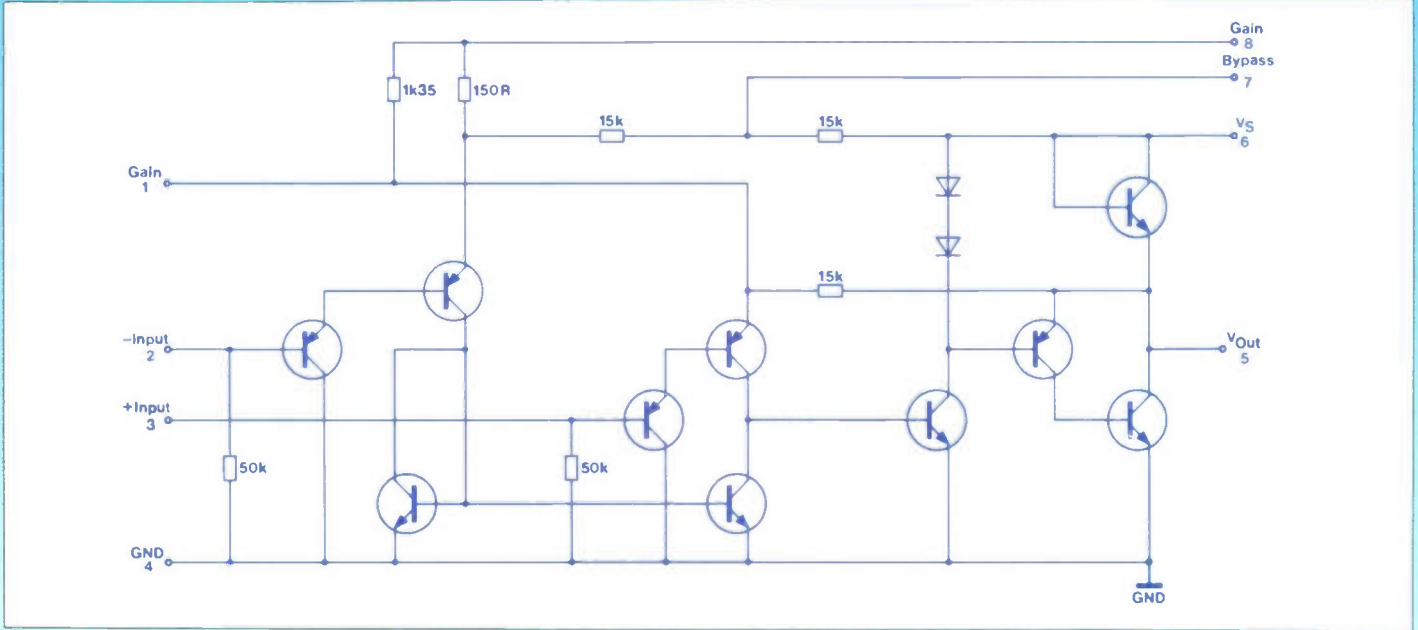 Gain
8
Bypass
7
1k35
150R
15k
15k
VS
6
Gain
1
15k
-Input
2
VOut
5
+Input
3
50k
50k
GND
4
GND